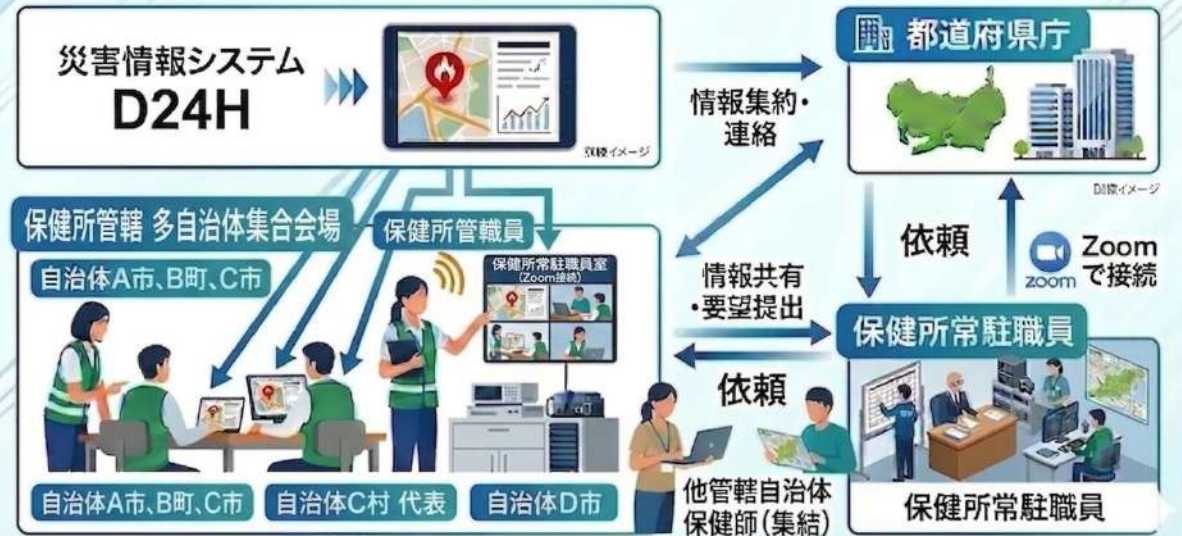 災害情報システム
D24H
都道府県庁
情報集約・
連絡
保健所管轄 多自治体集合会場
保健所管職員
自治体A市、B町、C市
保健所常駐職員室
(Zoom接続)
依頼
zoom
Zoom
で接続
情報共有
・要望提出
保健所常駐職員
依頼
自治体A市、B町、C市
自治体C村 代表
自治体D市
他管轄自治体
保健師(集結)
保健所常駐職員